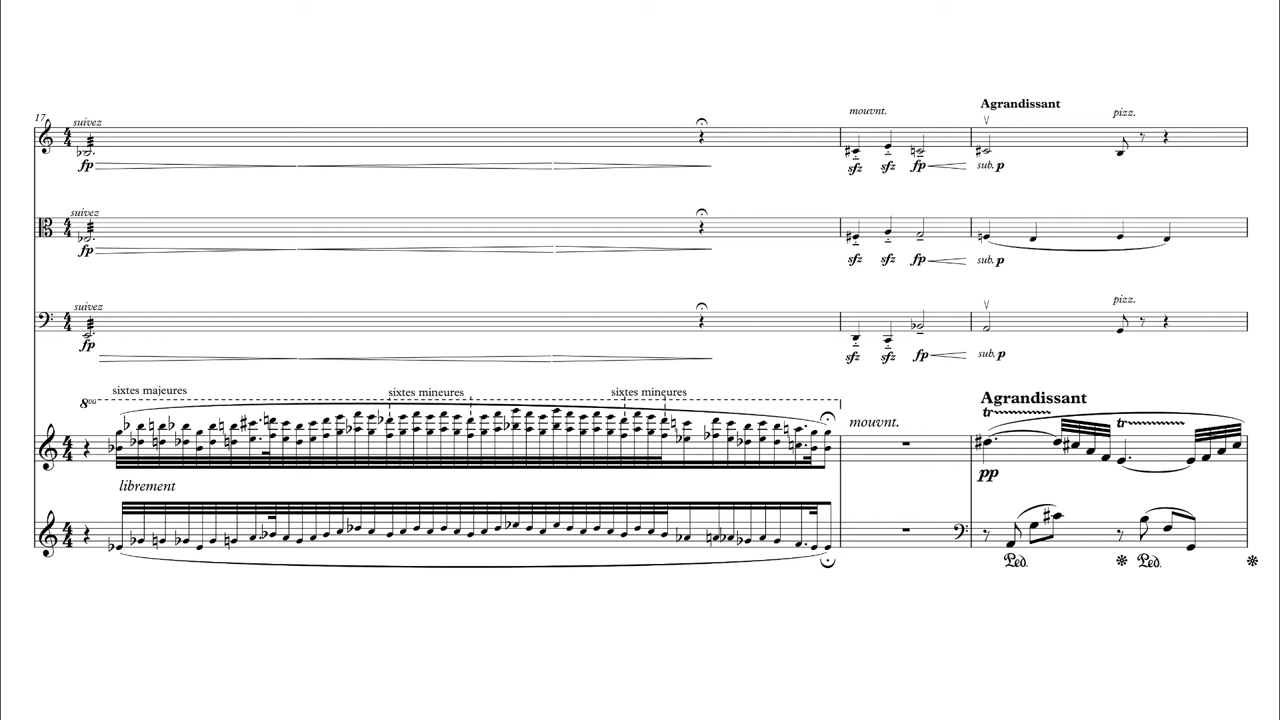 17
suivez
fp
mouvnt.
sfz sfz fp
Agrandissant
sub. p
pizz.
suivez
fp
sfz sfz fp
sub. p
suivez
fp
sfz sfz fp
sub. p
pizz.
8va
sixtes majeures
sixtes mineures
sixtes mineures
librement
mouvnt.
Agrandissant
tr
tr
pp
Ped.
Ped.